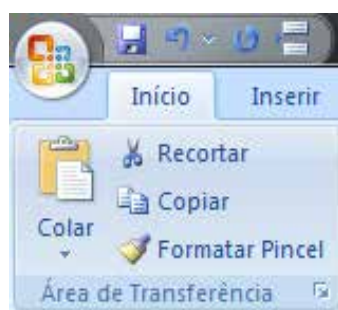 Início Inserir
Recortar
Copiar
Colar
Formatar Pincel
Área de Transferência